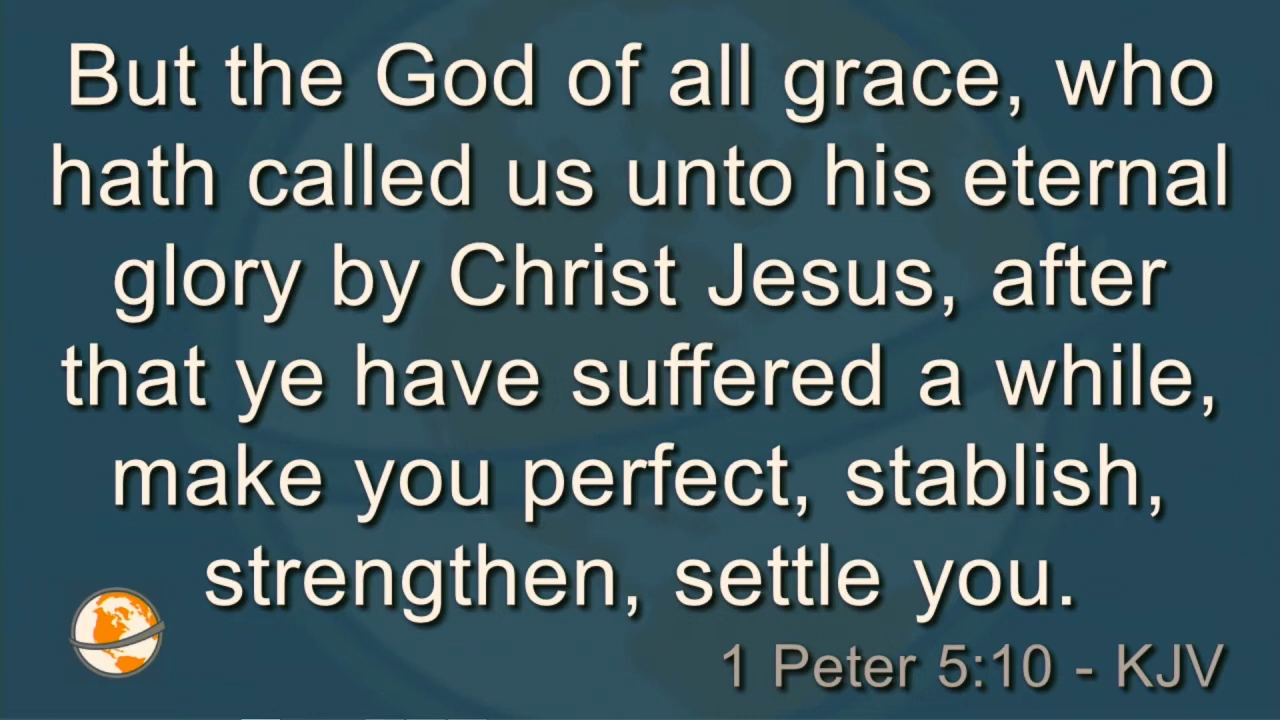 But the God of all grace, who
hath called us unto his eternal
glory by Christ Jesus, after
that ye have suffered a while,
make you perfect, stablish,
strengthen, settle you.
1 Peter 5:10 - KJV